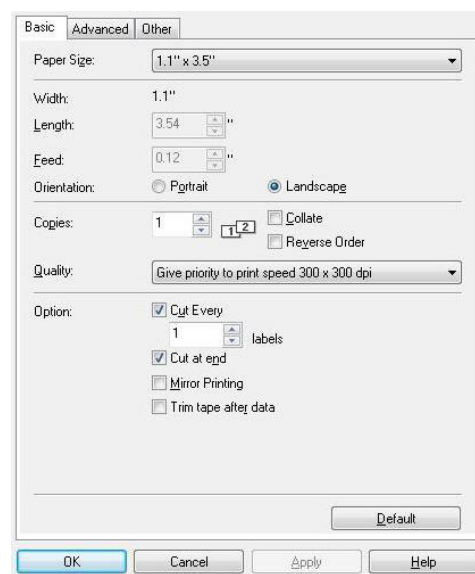 Basic Advanced Other
Paper Size: 1.1" x 3.5"
Width: 1.1"
Length: 3.54 "
Feed: 0.12 "
Orientation: Portrait Landscape
Copies: 1 1 2 Collate
Reverse Order
Quality: Give priority to print speed 300 x 300 dpi
Option: Cut Every
1 labels
Cut at end
Mirror Printing
Trim tape after data
Default
OK Cancel Apply Help